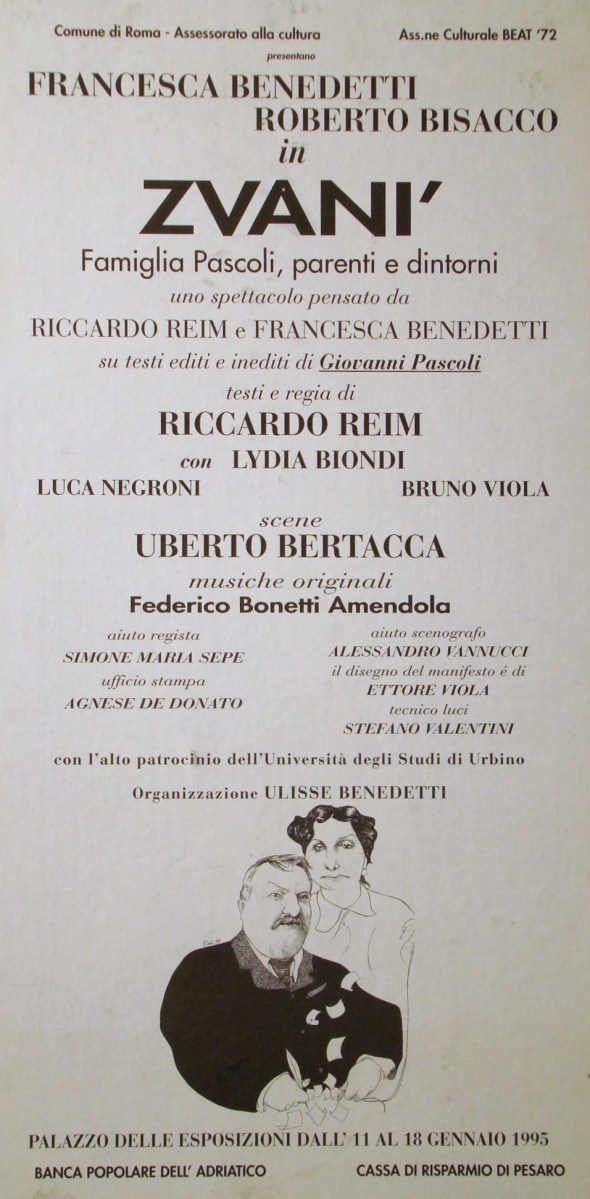 Comune di Roma - Assessorato alla cultura Ass.ne Culturale BEAT '72
presentano
FRANCESCA BENEDETTI
ROBERTO BISACCO
in
ZVANI'
Famiglia Pascoli, parenti e dintorni
uno spettacolo pensato da
RICCARDO REIM e FRANCESCA BENEDETTI
su testi editi e inediti di Giovanni Pascoli
testi e regia di
RICCARDO REIM
con LYDIA BIONDI
LUCA NEGRONI BRUNO VIOLA
scene
UBERTO BERTACCA
musiche originali
Federico Bonetti Amendola
aiuto regista
SIMONE MARIA SEPE
ufficio stampa
AGNESE DE DONATO
aiuto scenografo
ALESSANDRO VANNUCCI
il disegno del manifesto é di
ETTORE VIOLA
tecnico luci
STEFANO VALENTINI
con l'alto patrocinio dell'Università degli Studi di Urbino
Organizzazione ULISSE BENEDETTI
PALAZZO DELLE ESPOSIZIONI DALL' 11 AL 18 GENNAIO 1995
BANCA POPOLARE DELL' ADRIATICO CASSA DI RISPARMIO DI PESARO